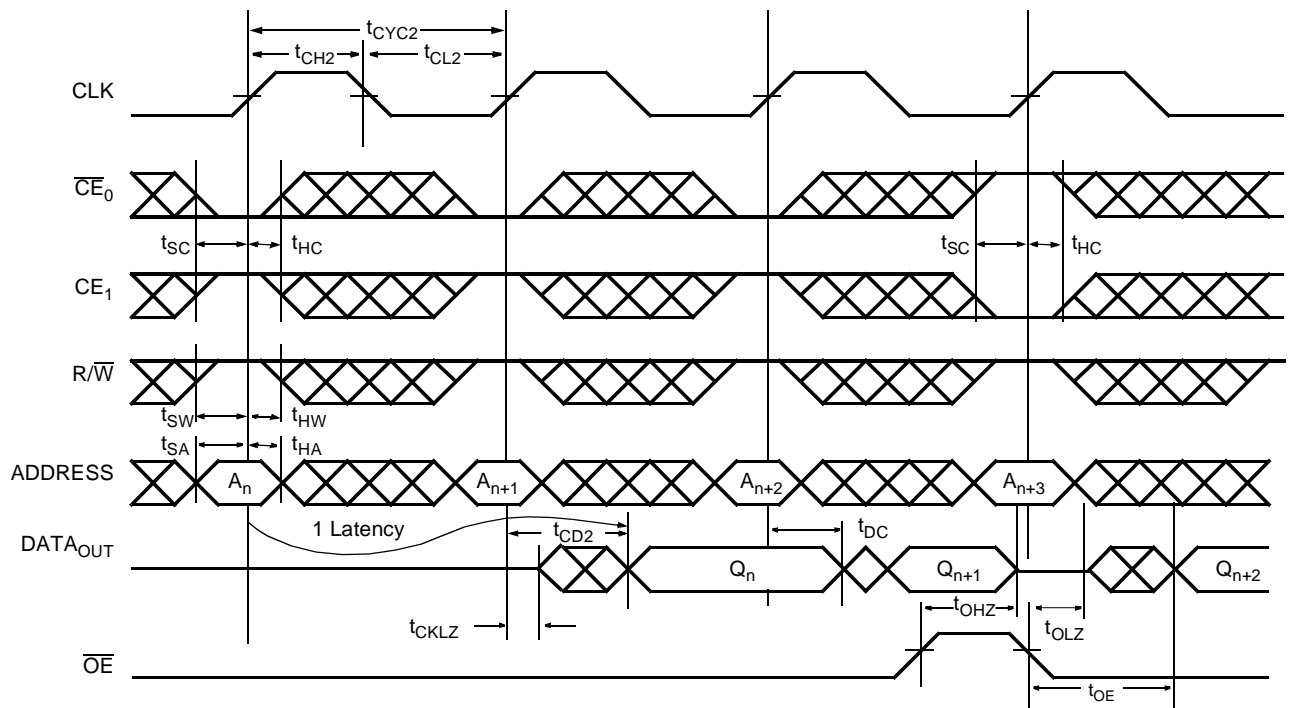 tCYC2
tCH2
tCL2
CLK
CE0
tSC
tHC
tSC
tHC
CE1
R/W
tSW
tHW
tSA
tHA
ADDRESS
An
An+1
An+2
An+3
1 Latency
tCD2
tDC
DATAOUT
Qn
Qn+1
Qn+2
tOHZ
tCKLZ
tOLZ
OE
tOE